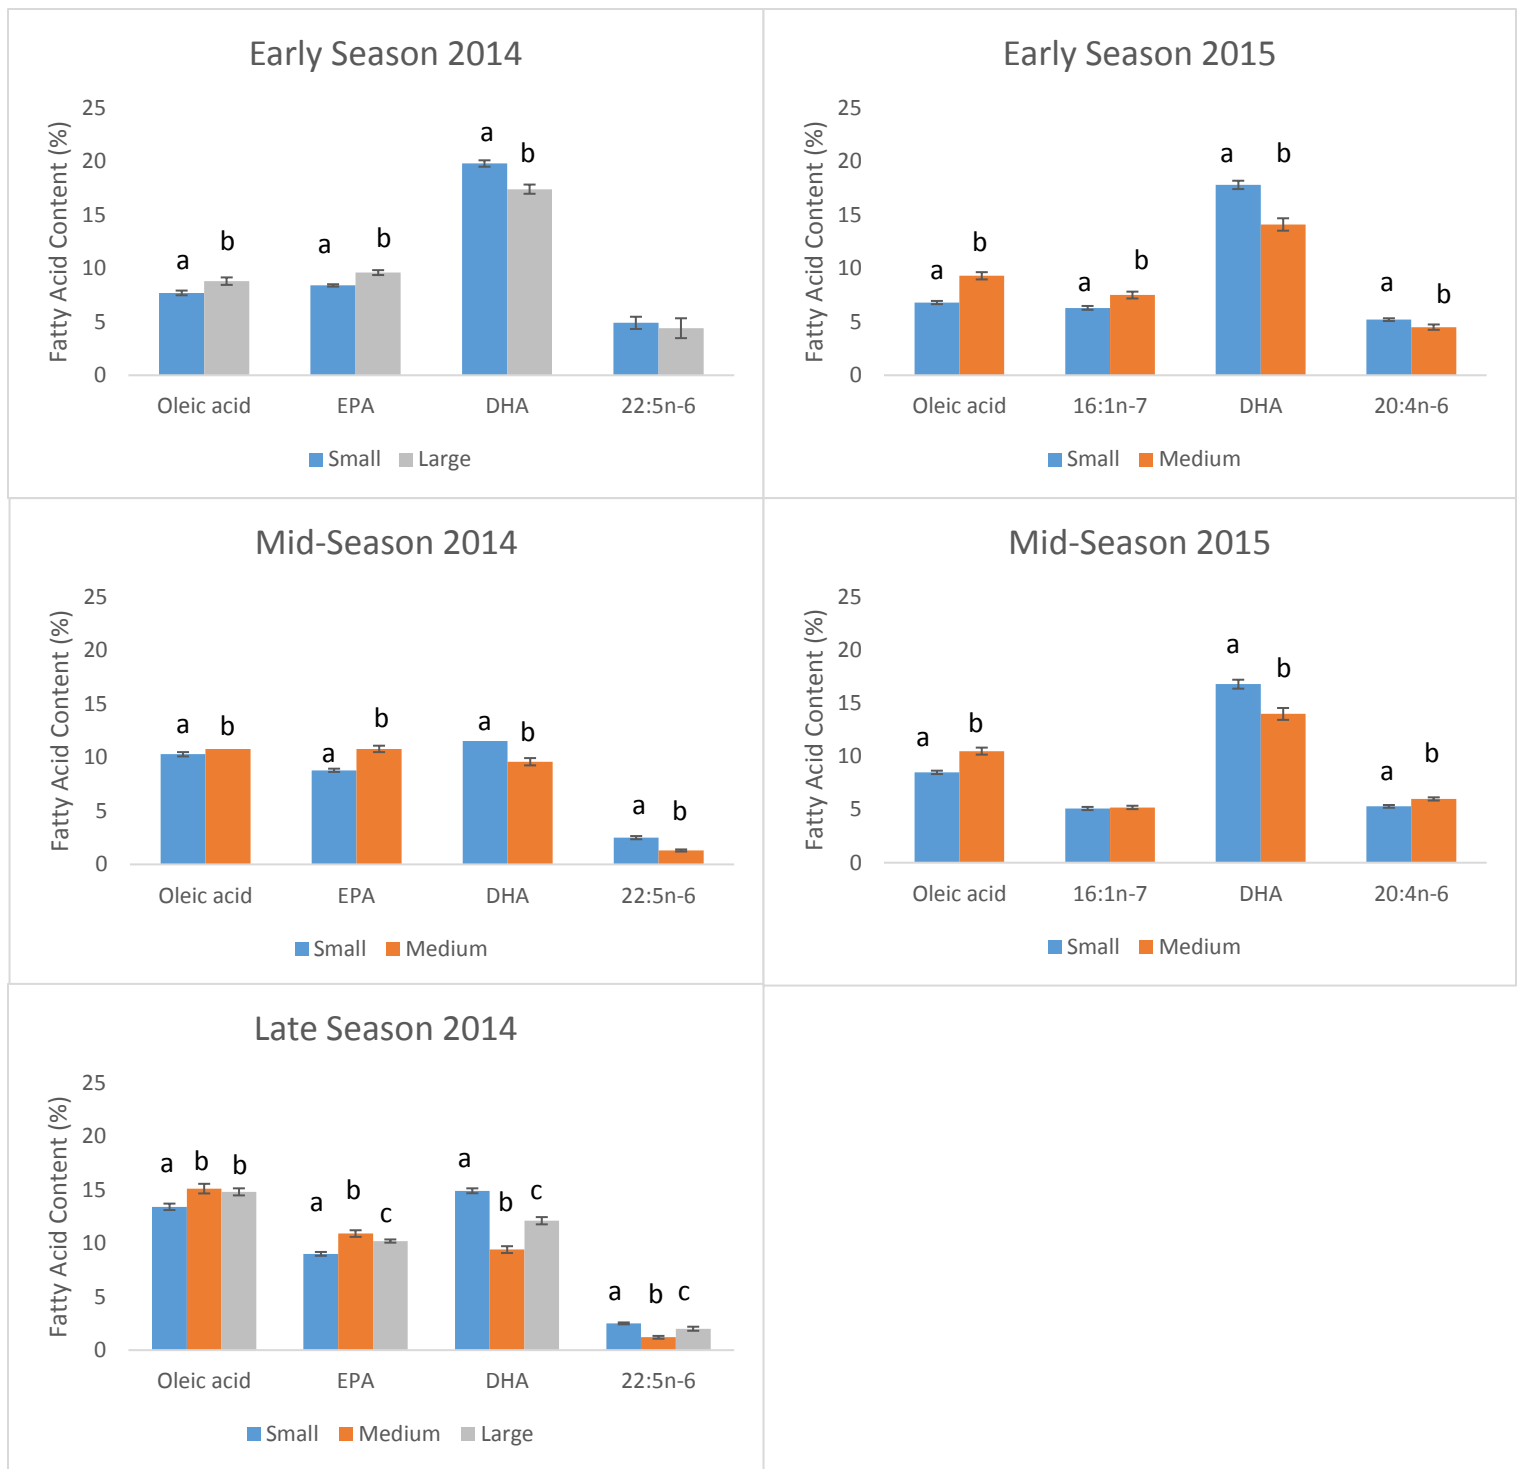 Early Season 2014
Fatty Acid Content (%)
25
20
15
10
5
0
a b a b a b
Oleic acid EPA DHA 22:5n-6
Small Large
Early Season 2015
Fatty Acid Content (%)
25
20
15
10
5
0
a b a b a b a b
Oleic acid 16:1n-7 DHA 20:4n-6
Small Medium
Mid-Season 2014
Fatty Acid Content (%)
25
20
15
10
5
0
a b a b a b a b
Oleic acid EPA DHA 22:5n-6
Small Medium
Mid-Season 2015
Fatty Acid Content (%)
25
20
15
10
5
0
a b a b a b
Oleic acid 16:1n-7 DHA 20:4n-6
Small Medium
Late Season 2014
Fatty Acid Content (%)
25
20
15
10
5
0
a b b a b c a b c a b c
Oleic acid EPA DHA 22:5n-6
Small Medium Large